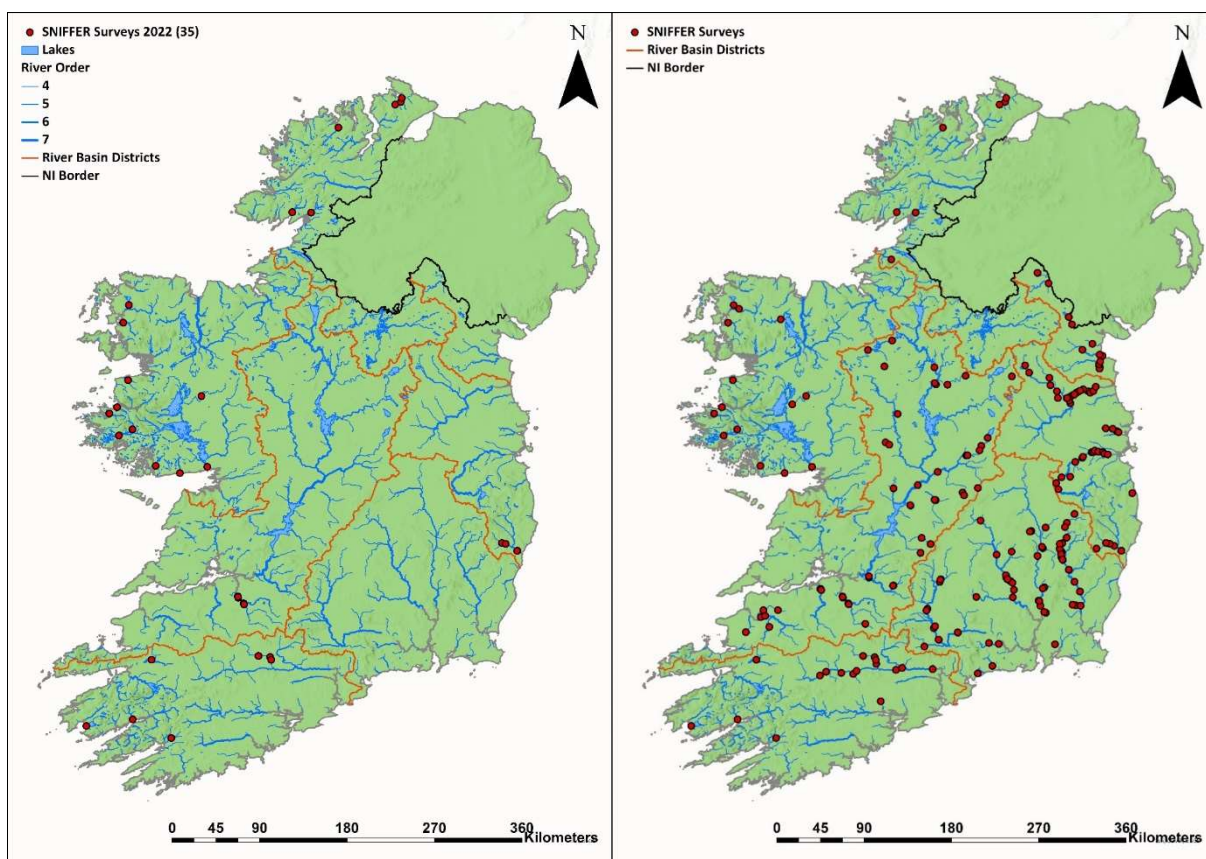 SNIFFER Surveys 2022 (35)
Lakes
River Order
4
5
6
7
River Basin Districts
NI Border
N
0 45 90 180 270 360
Kilometers
SNIFFER Surveys
River Basin Districts
NI Border
N
0 45 90 180 270 360
Kilometers